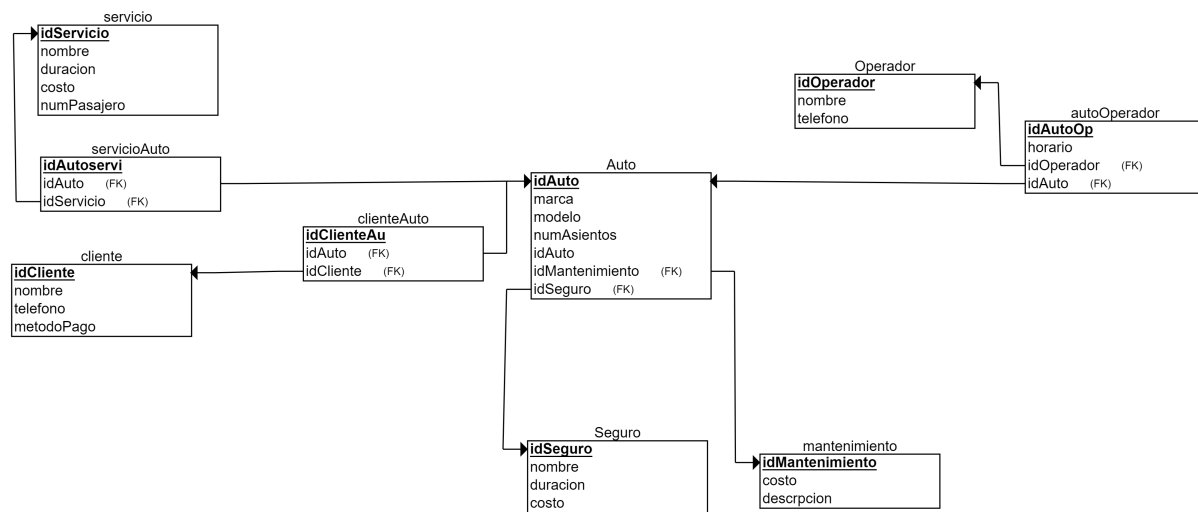 servicio
idServicio
nombre
duracion
costo
numPasajero
servicioAuto
idAutoservi
idAuto (FK)
idServicio (FK)
cliente
idCliente
nombre
telefono
metodoPago
clienteAuto
idClienteAu
idAuto (FK)
idCliente (FK)
Auto
idAuto
marca
modelo
numAsientos
idAuto
idMantenimiento (FK)
idSeguro (FK)
Operador
idOperador
nombre
telefono
autoOperador
idAutoOp
horario
idOperador (FK)
idAuto (FK)
Seguro
idSeguro
nombre
duracion
costo
mantenimiento
idMantenimiento
costo
descrpcion